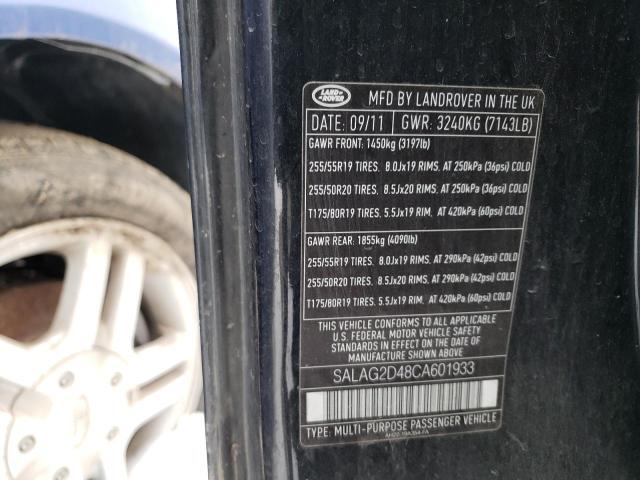 LAND ROVER
MFD BY LANDROVER IN THE UK
DATE: 09/11 GWR: 3240KG (7143LB)
GAWR FRONT: 1450kg (3197lb)
255/55R19 TIRES. 8.0Jx19 RIMS. AT 250kPa (36psi) COLD
255/50R20 TIRES. 8.5Jx20 RIMS. AT 250kPa (36psi) COLD
T175/80R19 TIRES. 5.5Jx19 RIM. AT 420kPa (60psi) COLD
GAWR REAR: 1855kg (4090lb)
255/55R19 TIRES. 8.0Jx19 RIMS. AT 290kPa (42psi) COLD
255/50R20 TIRES. 8.5Jx20 RIMS. AT 290kPa (42psi) COLD
T175/80R19 TIRES. 5.5Jx19 RIM. AT 420kPa (60psi) COLD
THIS VEHICLE CONFORMS TO ALL APPLICABLE
U.S. FEDERAL MOTOR VEHICLE SAFETY
STANDARDS IN EFFECT ON THE DATE OF
MANUFACTURE SHOWN ABOVE
SALAG2D48CA601933
TYPE: MULTI-PURPOSE PASSENGER VEHICLE